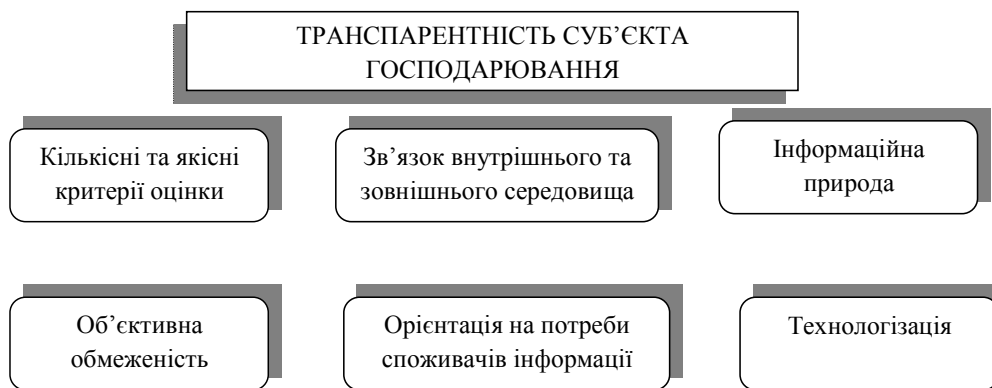 ТРАНСПАРЕНТНІСТЬ СУБ’ЄКТА
ГОСПОДАРЮВАННЯ
Кількісні та якісні
критерії оцінки
Зв’язок внутрішнього та
зовнішнього середовища
Інформаційна
природа
Об’єктивна
обмеженість
Орієнтація на потреби
споживачів інформації
Технологізація